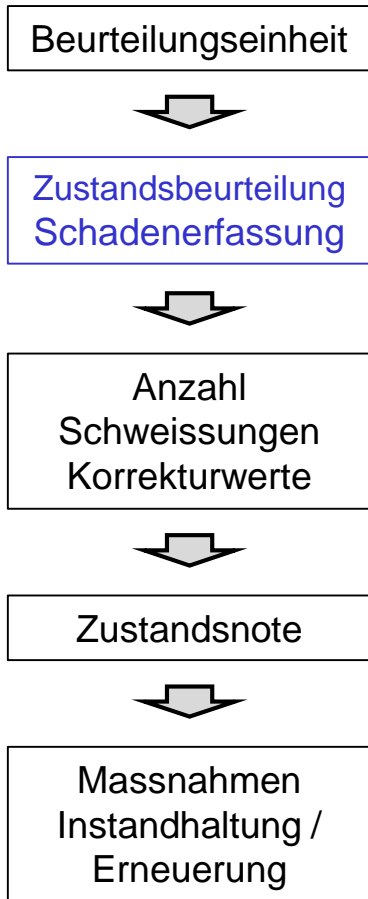 Beurteilungseinheit
Zustandsbeurteilung
Schadenerfassung
Anzahl
Schweissungen
Korrekturwerte
Zustandsnote
Massnahmen
Instandhaltung /
Erneuerung